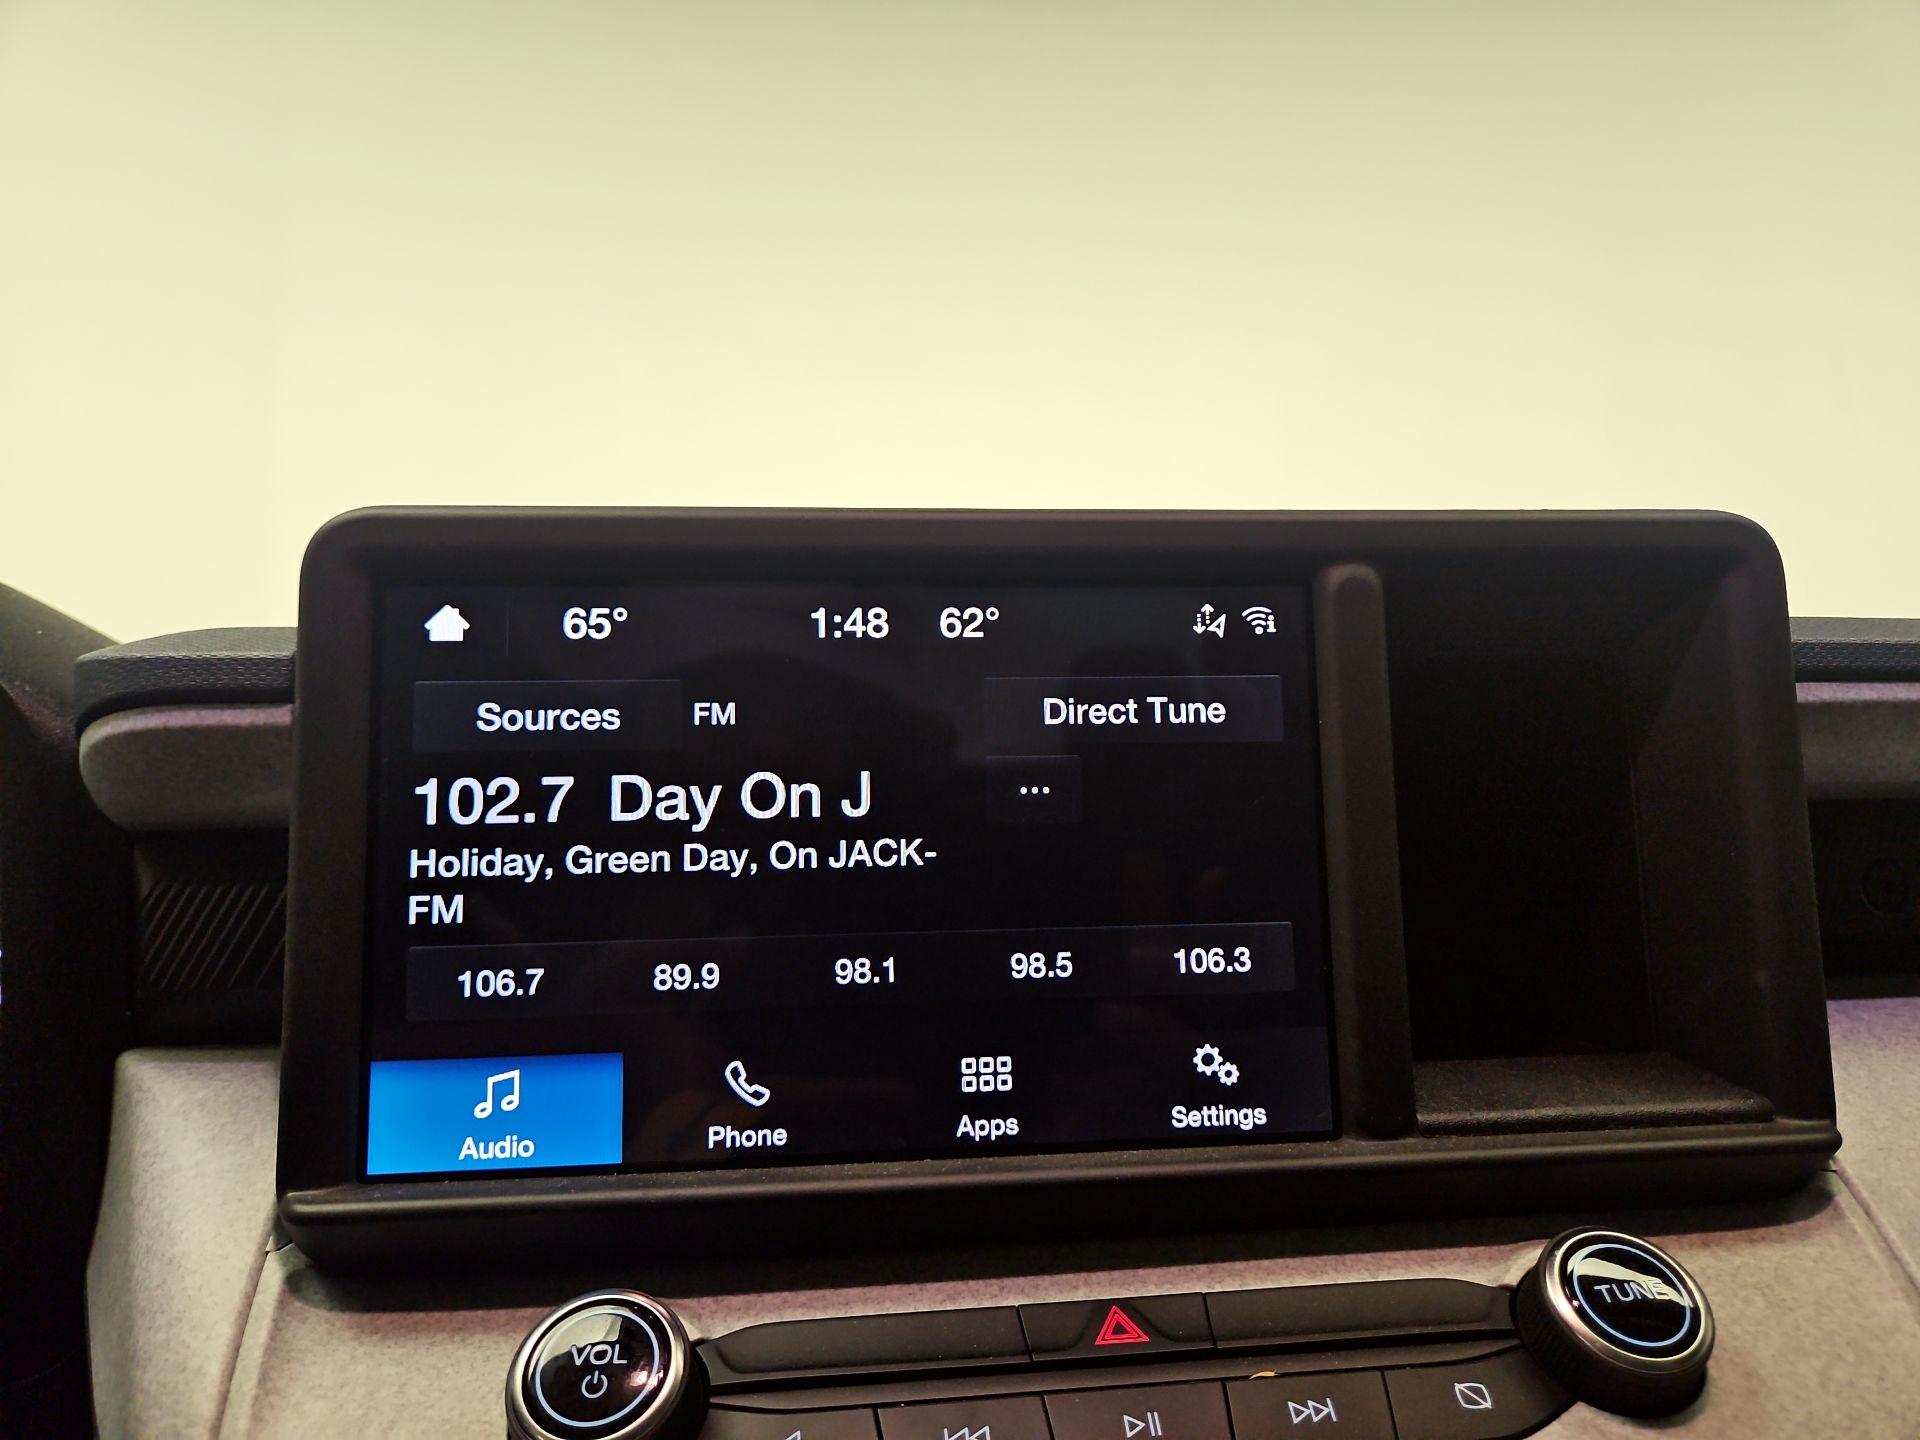 65° 1:48 62°
Sources FM Direct Tune
102.7 Day On J ...
Holiday, Green Day, On JACK-
FM
106.7 89.9 98.1 98.5 106.3
Audio Phone Apps Settings
VOL TUNE